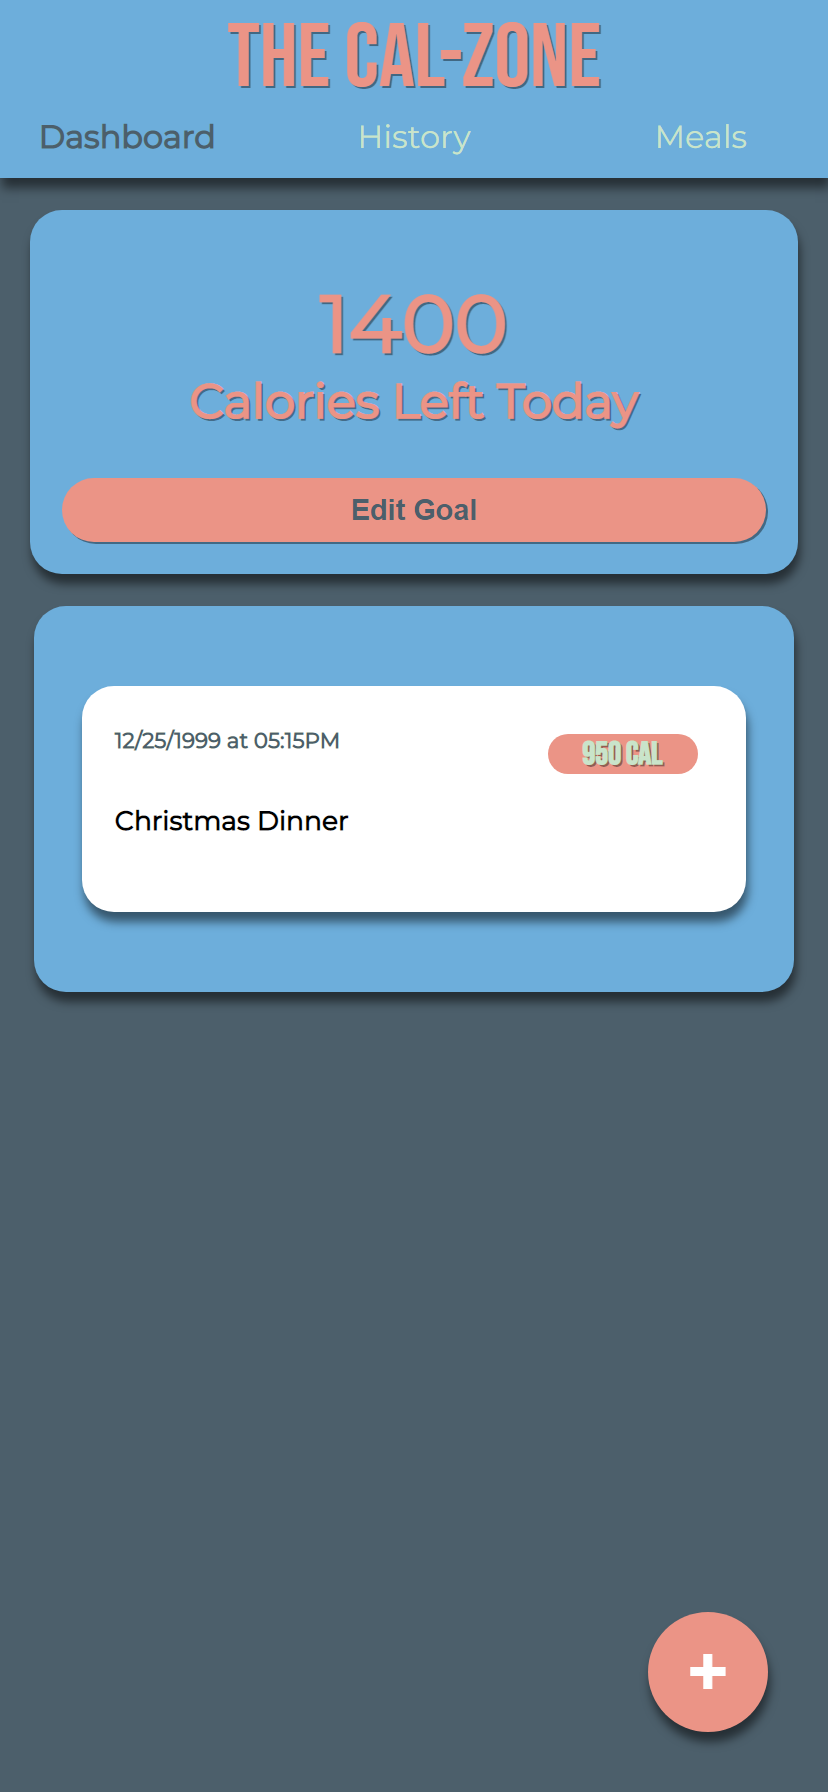 THE CAL-ZONE
Dashboard History Meals
1400
Calories Left Today
Edit Goal
12/25/1999 at 05:15PM
950 CAL
Christmas Dinner
+